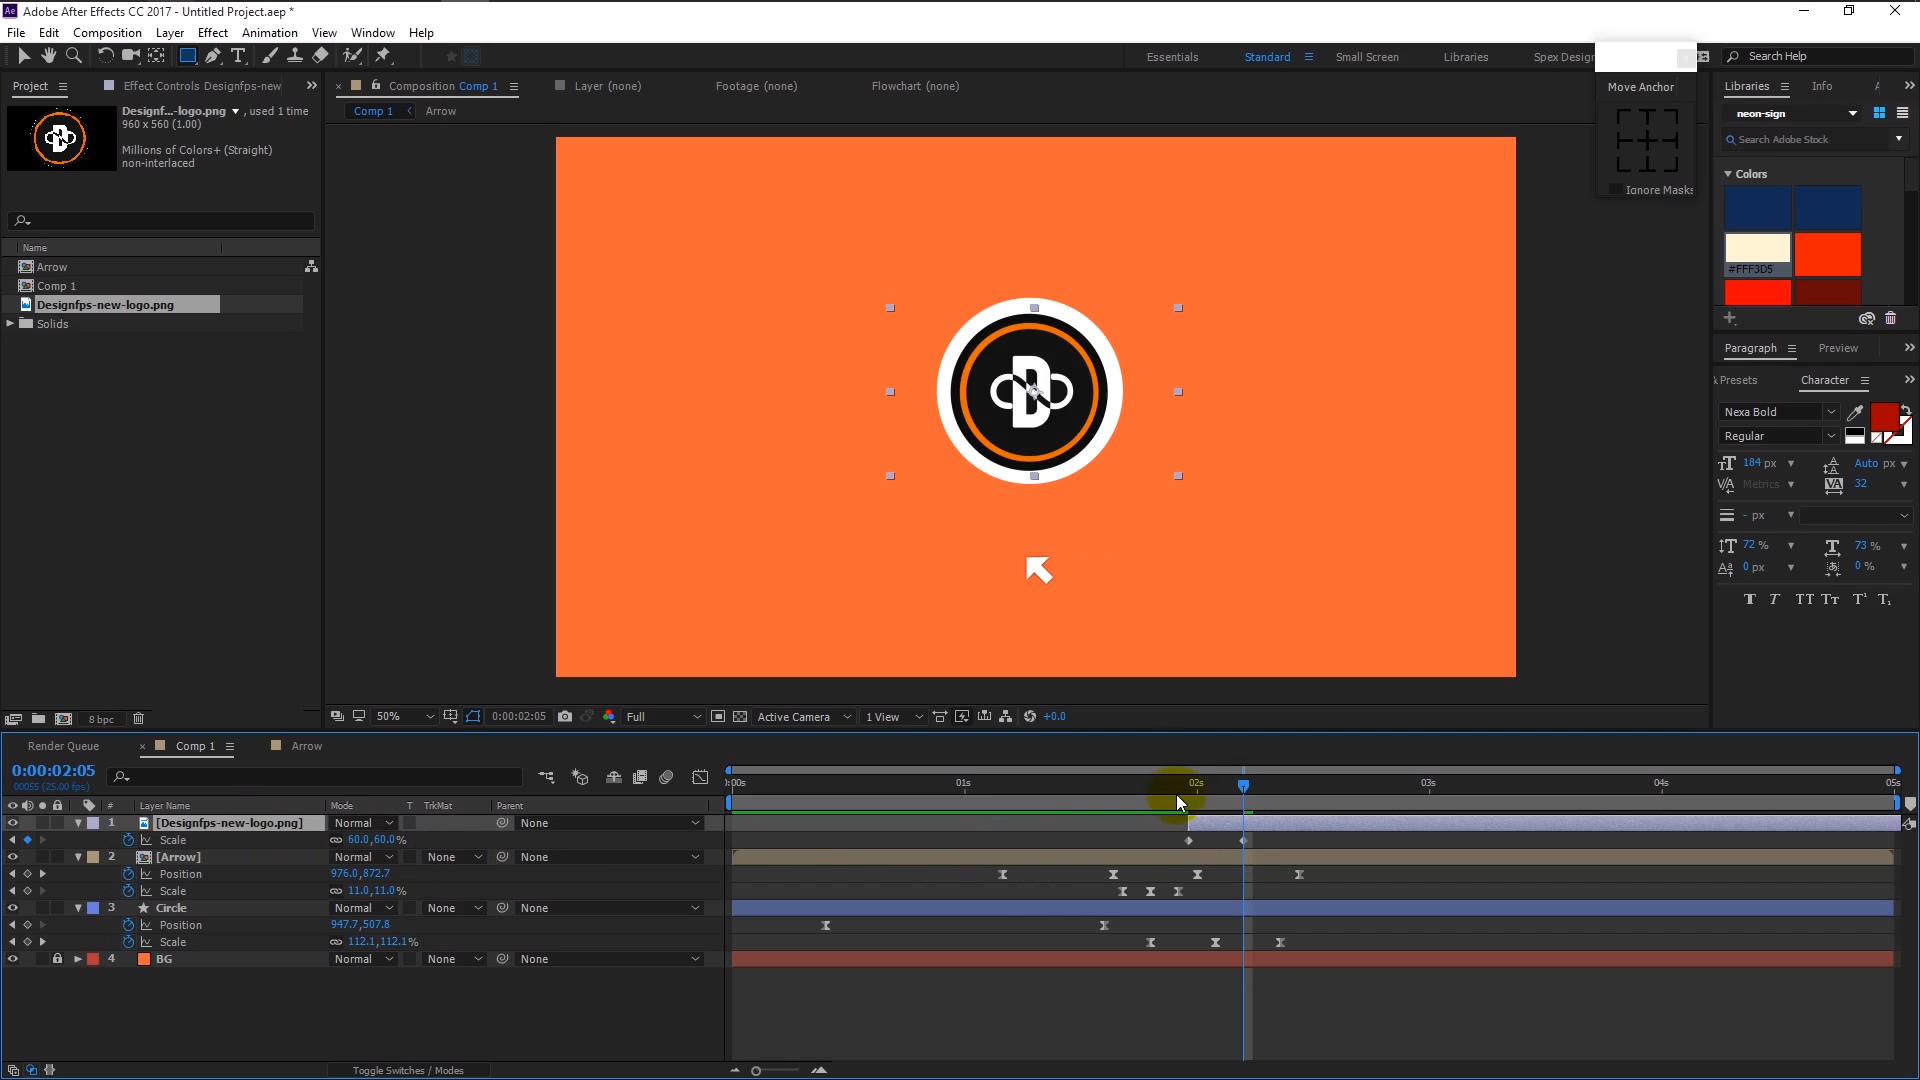 Ae Adobe After Effects CC 2017 - Untitled Project.aep *
File Edit Composition Layer Effect Animation View Window Help
Essentials Standard Small Screen Libraries Spex Design Search Help
Project Effect Controls Designfps-new Composition Comp 1 Layer (none) Footage (none) Flowchart (none)
Move Anchor
Libraries Info
Designf...-logo.png , used 1 time
960 x 560 (1.00)
Millions of Colors+ (Straight)
non-interlaced
Comp 1 Arrow
neon-sign
Search Adobe Stock
Colors
Ignore Masks
#FFF3D5
Name
Arrow
Comp 1
Designfps-new-logo.png
Solids
D
Paragraph Preview
& Presets Character
Nexa Bold
Regular
184 px Auto px
Metrics 32
- px
72 % 73 %
0 px 0 %
T T TT Tt T¹ T₁
8 bpc
50% 0:00:02:05 Full Active Camera 1 View +0.0
Render Queue Comp 1 Arrow
0:00:02:05
00055 (25.00 fps)
:00s 01s 02s 03s 04s 05s
# Layer Name Mode T TrkMat Parent
1 [Designfps-new-logo.png] Normal None
Scale 60.0,60.0%
2 [Arrow] Normal None None
Position 976.0,872.7
Scale 11.0,11.0%
3 Circle Normal None None
Position 947.7,507.8
Scale 112.1,112.1%
4 BG Normal None None
Toggle Switches / Modes